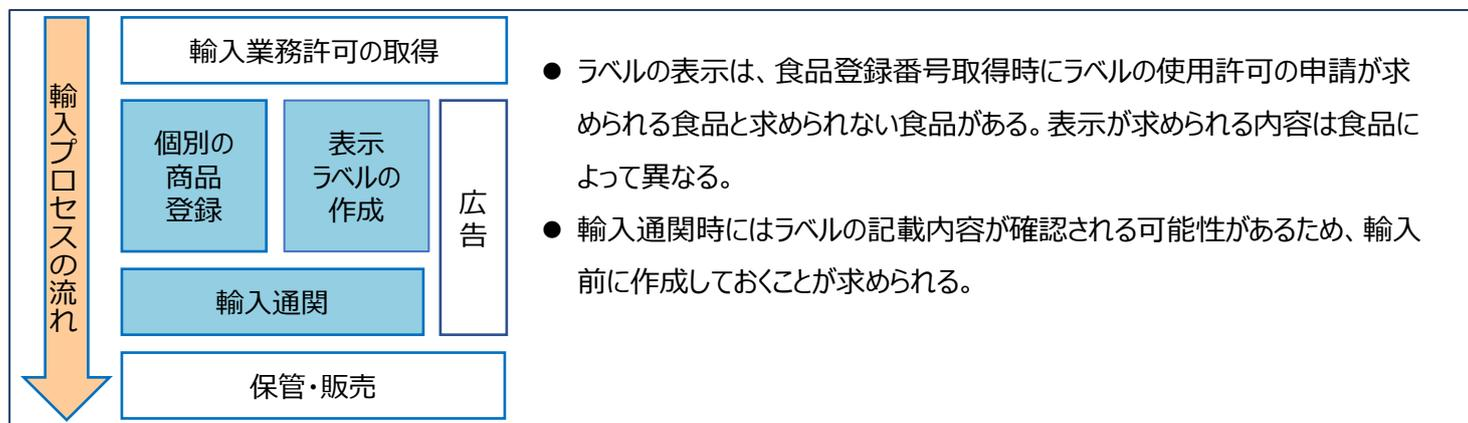 輸入プロセスの流れ
輸入業務許可の取得
個別の
商品
登録
表示
ラベルの
作成
広告
輸入通関
保管・販売
● ラベルの表示は、食品登録番号取得時にラベルの使用許可の申請が求
められる食品と求められない食品がある。表示が求められる内容は食品に
よって異なる。
● 輸入通関時にはラベルの記載内容が確認される可能性があるため、輸入
前に作成しておくことが求められる。